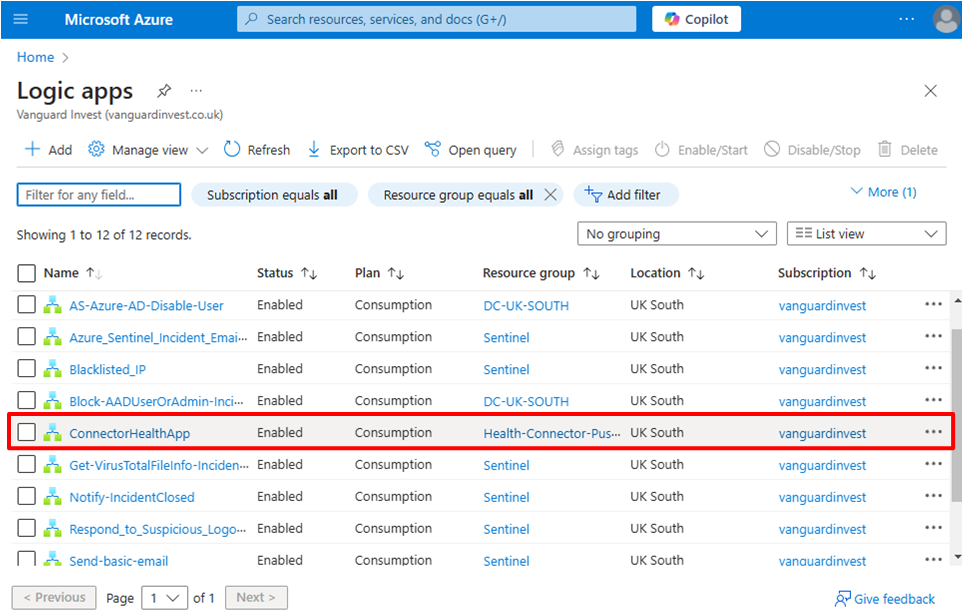 Microsoft Azure Search resources, services, and docs (G+/) Copilot ...
Home >
Logic apps ...
Vanguard Invest (vanguardinvest.co.uk)
+ Add Manage view Refresh Export to CSV Open query Assign tags Enable/Start Disable/Stop Delete
Filter for any field... Subscription equals all Resource group equals all Add filter More (1)
Showing 1 to 12 of 12 records. No grouping List view
Name ↑↓ Status ↑↓ Plan ↑↓ Resource group ↑↓ Location ↑↓ Subscription ↑↓
AS-Azure-AD-Disable-User Enabled Consumption DC-UK-SOUTH UK South vanguardinvest ...
Azure_Sentinel_Incident_Emai... Enabled Consumption Sentinel UK South vanguardinvest ...
Blacklisted_IP Enabled Consumption Sentinel UK South vanguardinvest ...
Block-AADUserOrAdmin-Inci... Enabled Consumption DC-UK-SOUTH UK South vanguardinvest ...
ConnectorHealthApp Enabled Consumption Health-Connector-Pus... UK South vanguardinvest ...
Get-VirusTotalFileInfo-Inciden... Enabled Consumption Sentinel UK South vanguardinvest ...
Notify-IncidentClosed Enabled Consumption Sentinel UK South vanguardinvest ...
Respond_to_Suspicious_Logo... Enabled Consumption Sentinel UK South vanguardinvest ...
Send-basic-email Enabled Consumption Sentinel UK South vanguardinvest ...
< Previous Page 1 of 1 Next > Give feedback